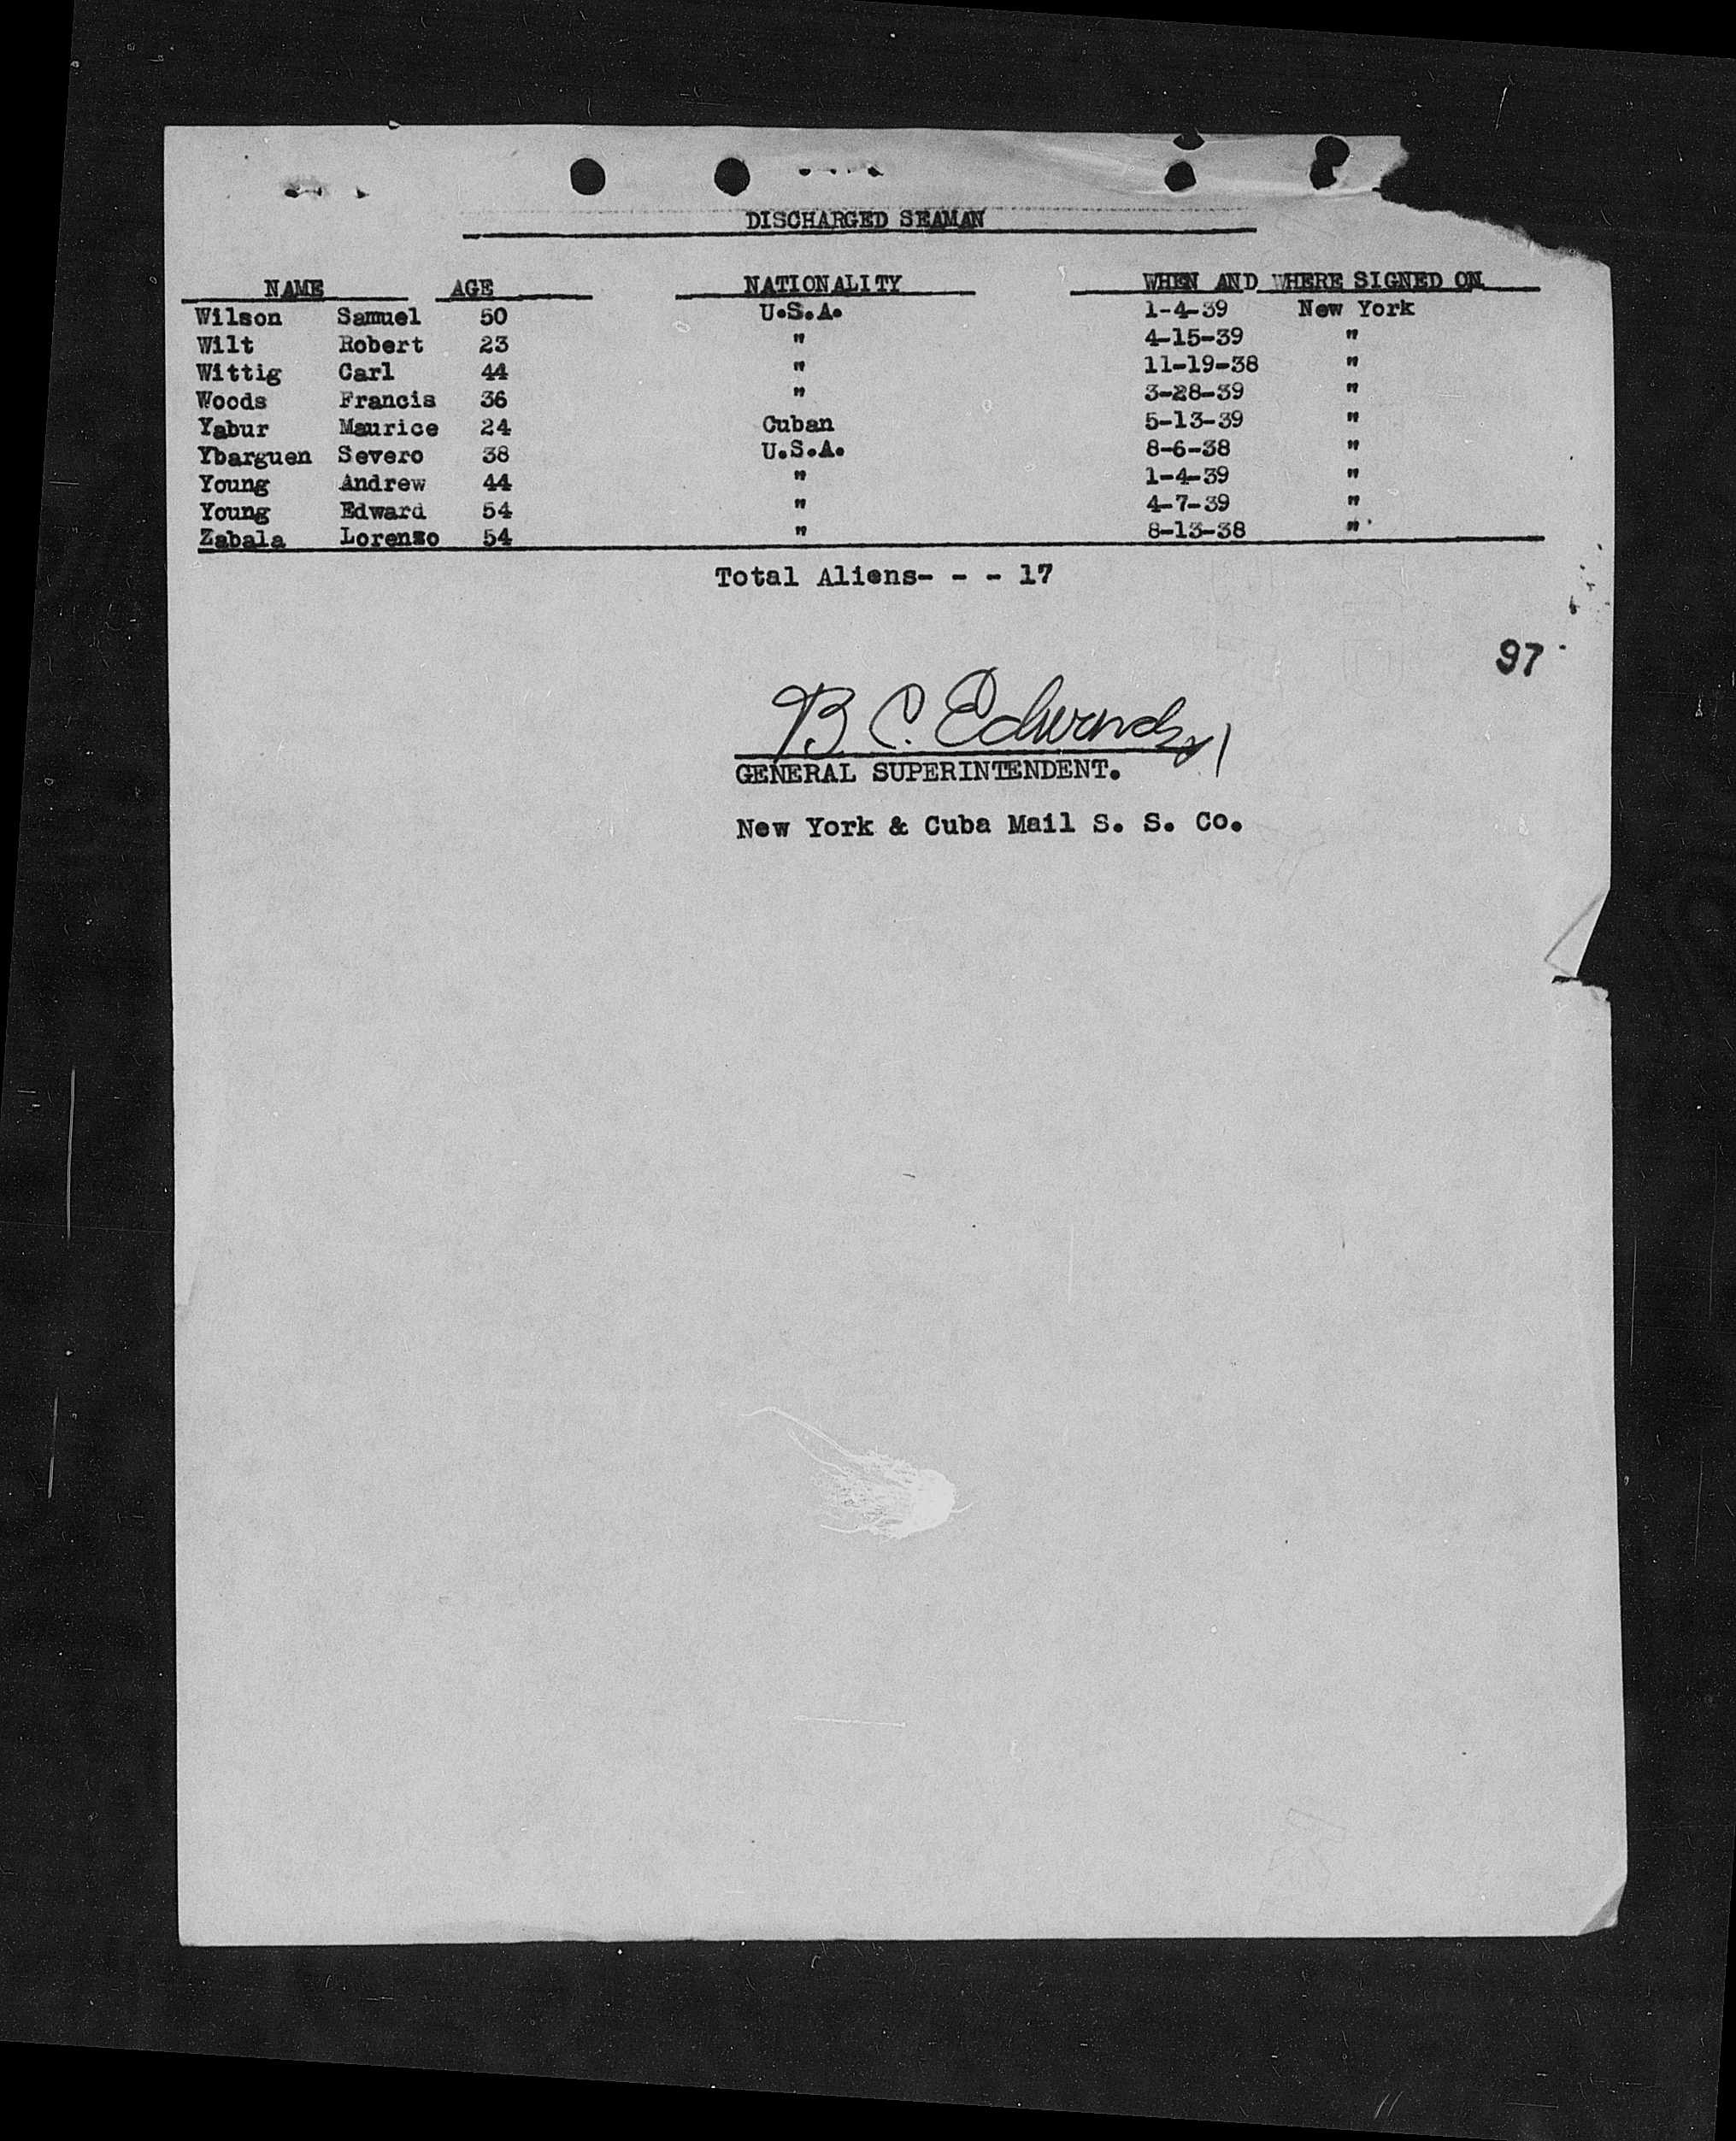 DISCHARGED SEAMAN
NAME AGE NATIONALITY WHEN AND WHERE SIGNED ON
Wilson Samuel 50 U.S.A. 1-4-39 New York
Wilt Robert 23 " 4-15-39 "
Wittig Carl 44 " 11-19-38 "
Woods Francis 36 " 3-28-39 "
Yabur Maurice 24 Cuban 5-13-39 "
Ybarguen Severo 38 U.S.A. 8-6-38 "
Young Andrew 44 " 1-4-39 "
Young Edward 54 " 4-7-39 "
Zabala Lorenzo 54 " 8-13-38 "
Total Aliens- - - 17
97
B. C. Edwards
GENERAL SUPERINTENDENT.
New York & Cuba Mail S. S. Co.